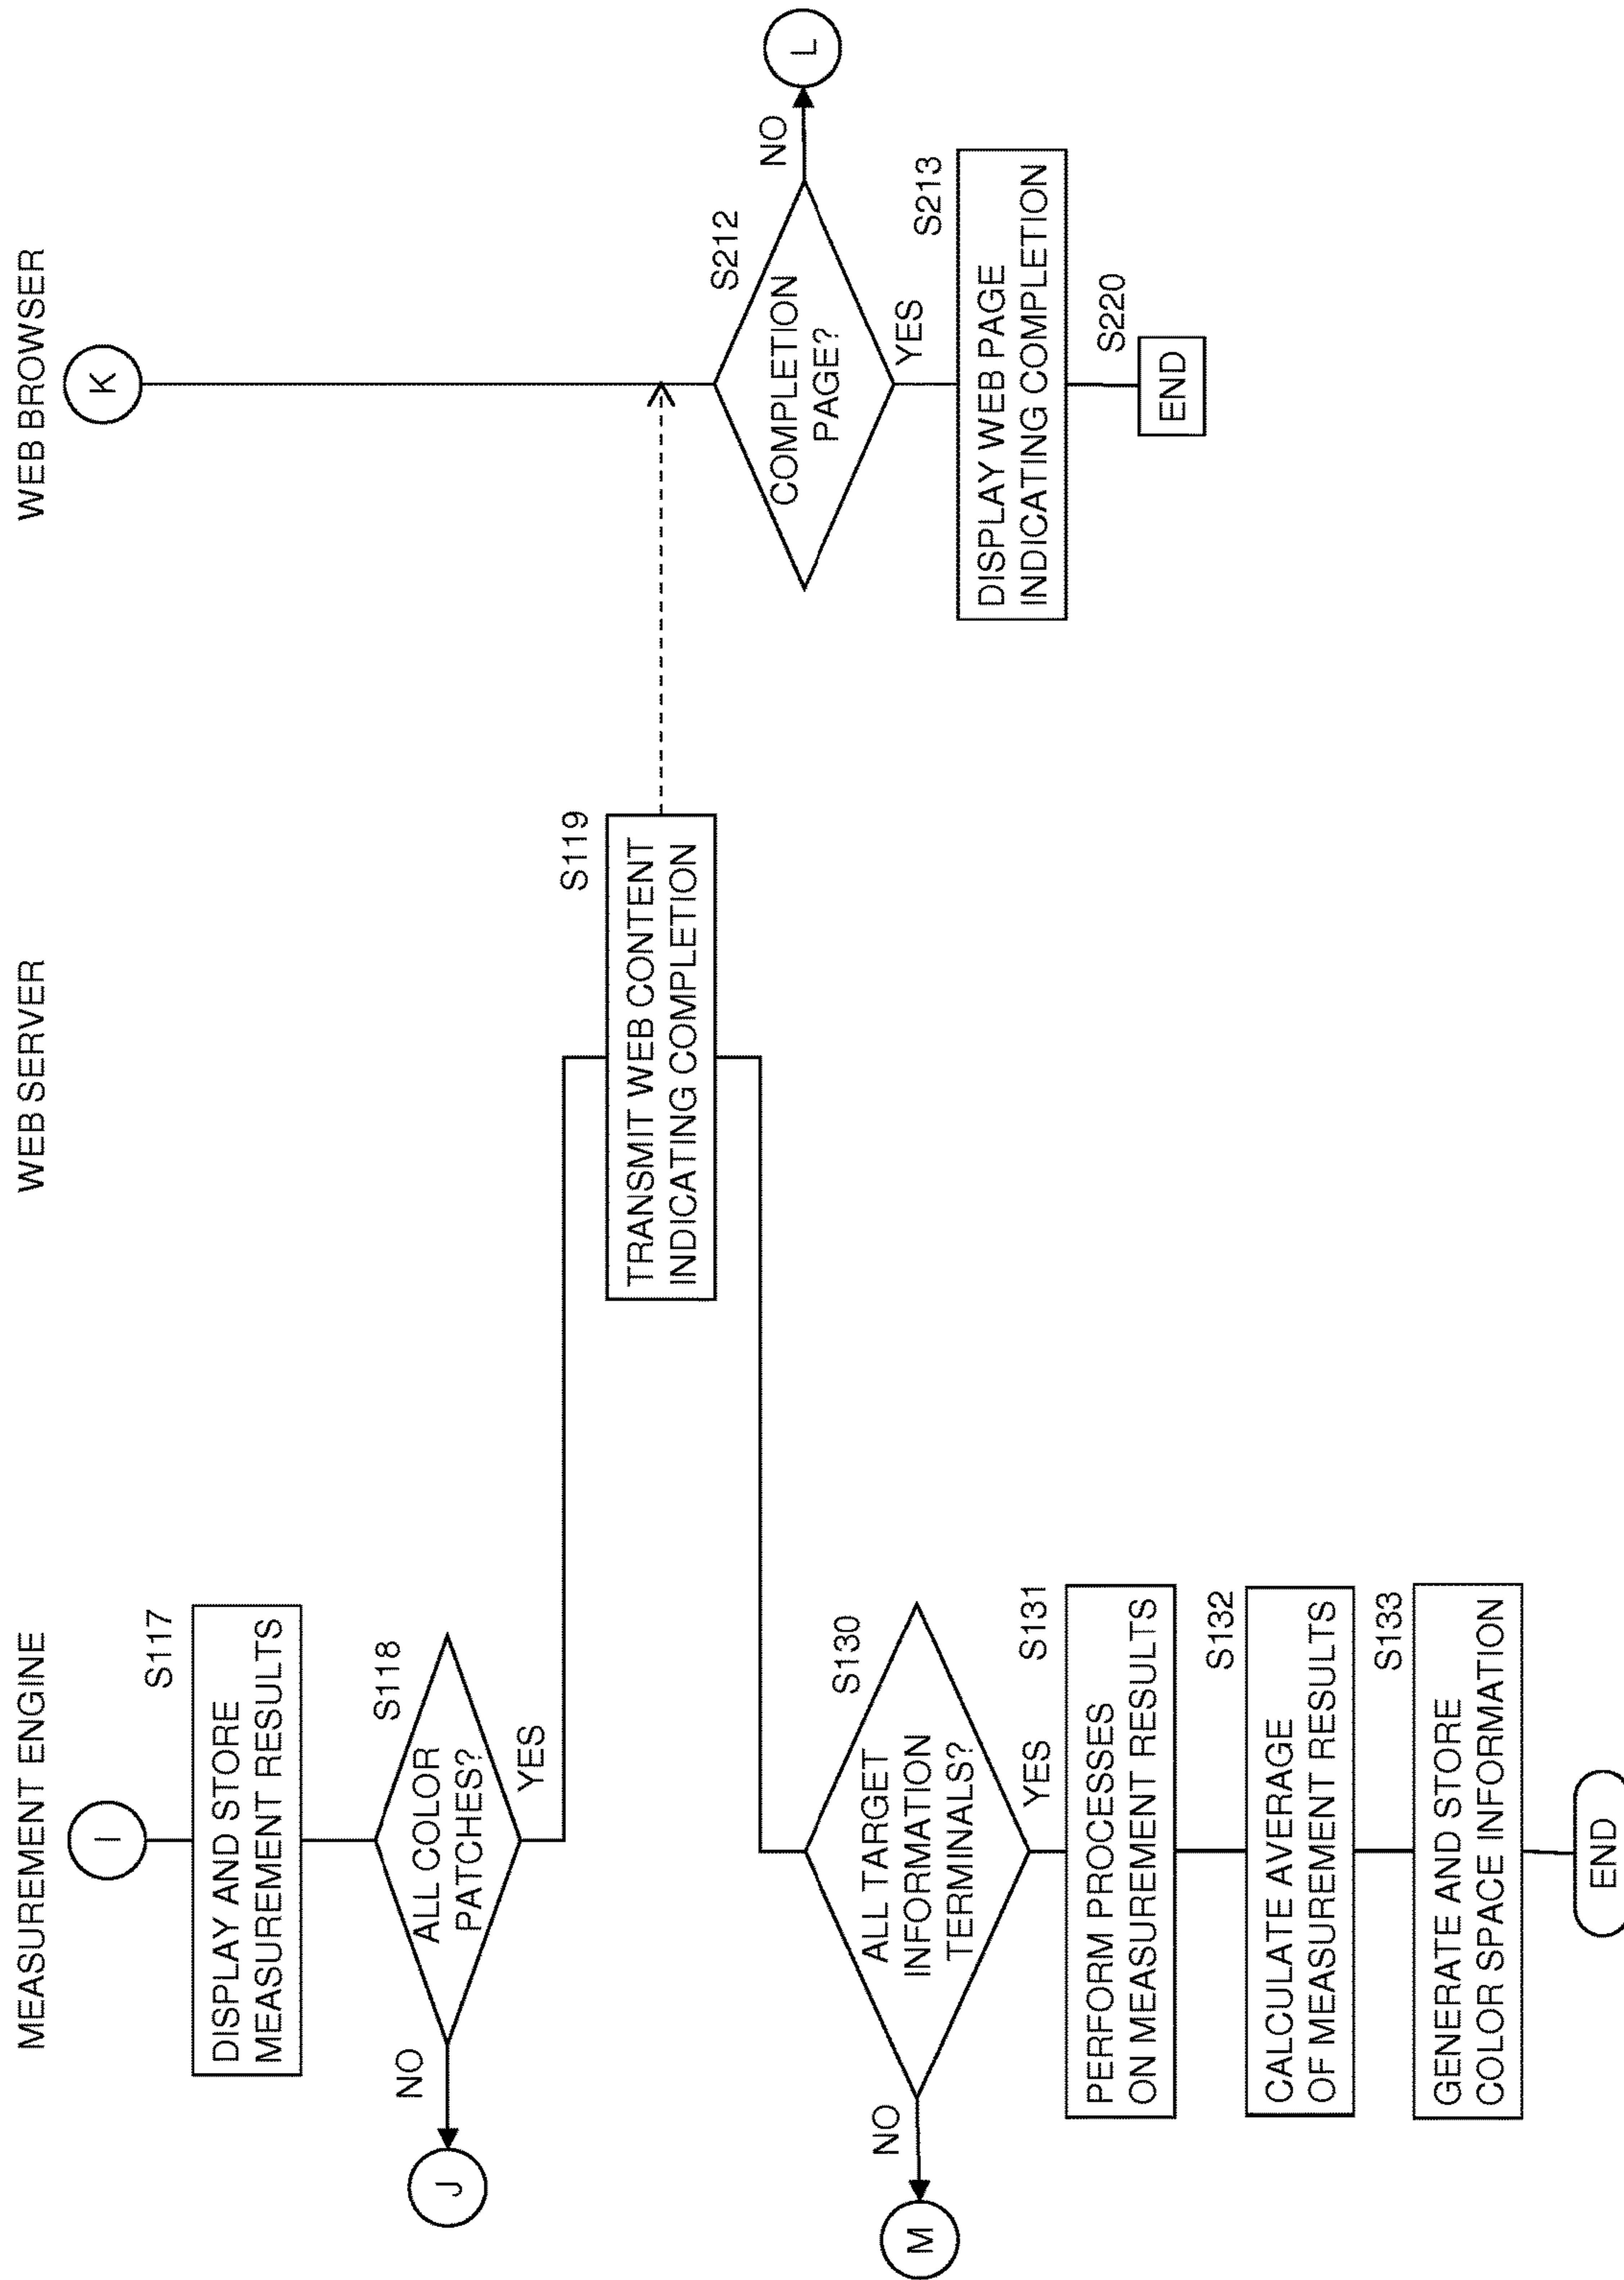 MEASUREMENT ENGINE
WEB SERVER
WEB BROWSER
I
S117
DISPLAY AND STORE
MEASUREMENT RESULTS
S118
ALL COLOR
PATCHES?
NO
J
YES
S119
TRANSMIT WEB CONTENT
INDICATING COMPLETION
S130
ALL TARGET
INFORMATION
TERMINALS?
NO
M
YES
S131
PERFORM PROCESSES
ON MEASUREMENT RESULTS
S132
CALCULATE AVERAGE
OF MEASUREMENT RESULTS
S133
GENERATE AND STORE
COLOR SPACE INFORMATION
END
K
S212
COMPLETION
PAGE?
NO
L
YES
S213
DISPLAY WEB PAGE
INDICATING COMPLETION
S220
END